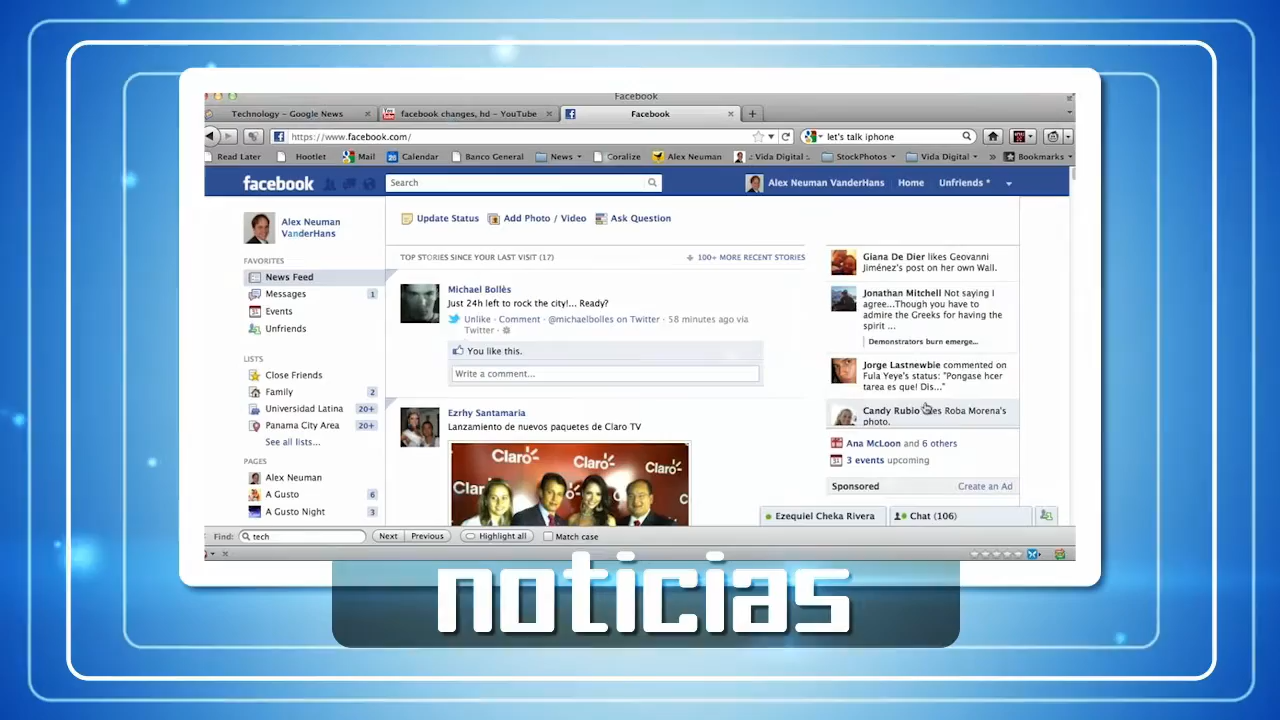 Facebook
Technology – Google News
facebook changes, hd – YouTube
Facebook
https://www.facebook.com/
let's talk iphone
Read Later
Hootlet
Mail
Calendar
Banco General
News
Coralize
Alex Neuman
.: Vida Digital :.
StockPhotos
Vida Digital
»
Bookmarks
facebook
Search
Alex Neuman VanderHans
Home
Unfriends *
Alex Neuman
VanderHans
FAVORITES
News Feed
Messages 1
Events
Unfriends
LISTS
Close Friends
Family 2
Universidad Latina 20+
Panama City Area 20+
See all lists...
PAGES
Alex Neuman
A Gusto 6
A Gusto Night 3
Update Status
Add Photo / Video
Ask Question
TOP STORIES SINCE YOUR LAST VISIT (17)
100+ MORE RECENT STORIES
Michael Bollès
Just 24h left to rock the city!... Ready?
Unlike · Comment · @michaelbolles on Twitter · 58 minutes ago via
Twitter ·
You like this.
Write a comment...
Ezrhy Santamaria
Lanzamiento de nuevos paquetes de Claro TV
Claro
Claro
Claro
Clar
Giana De Dier likes Geovanni
Jiménez's post on her own Wall.
Jonathan Mitchell Not saying I
agree...Though you have to
admire the Greeks for having the
spirit ...
Demonstrators burn emerge...
Jorge Lastnewbie commented on
Fula Yeye's status: "Pongase hcer
tarea es que! Dis..."
Candy Rubio Roba Morena's
photo.
Ana McLoon and 6 others
3 events upcoming
Sponsored
Create an Ad
Ezequiel Cheka Rivera
Chat (106)
Find: tech
Next
Previous
Highlight all
Match case
noticias